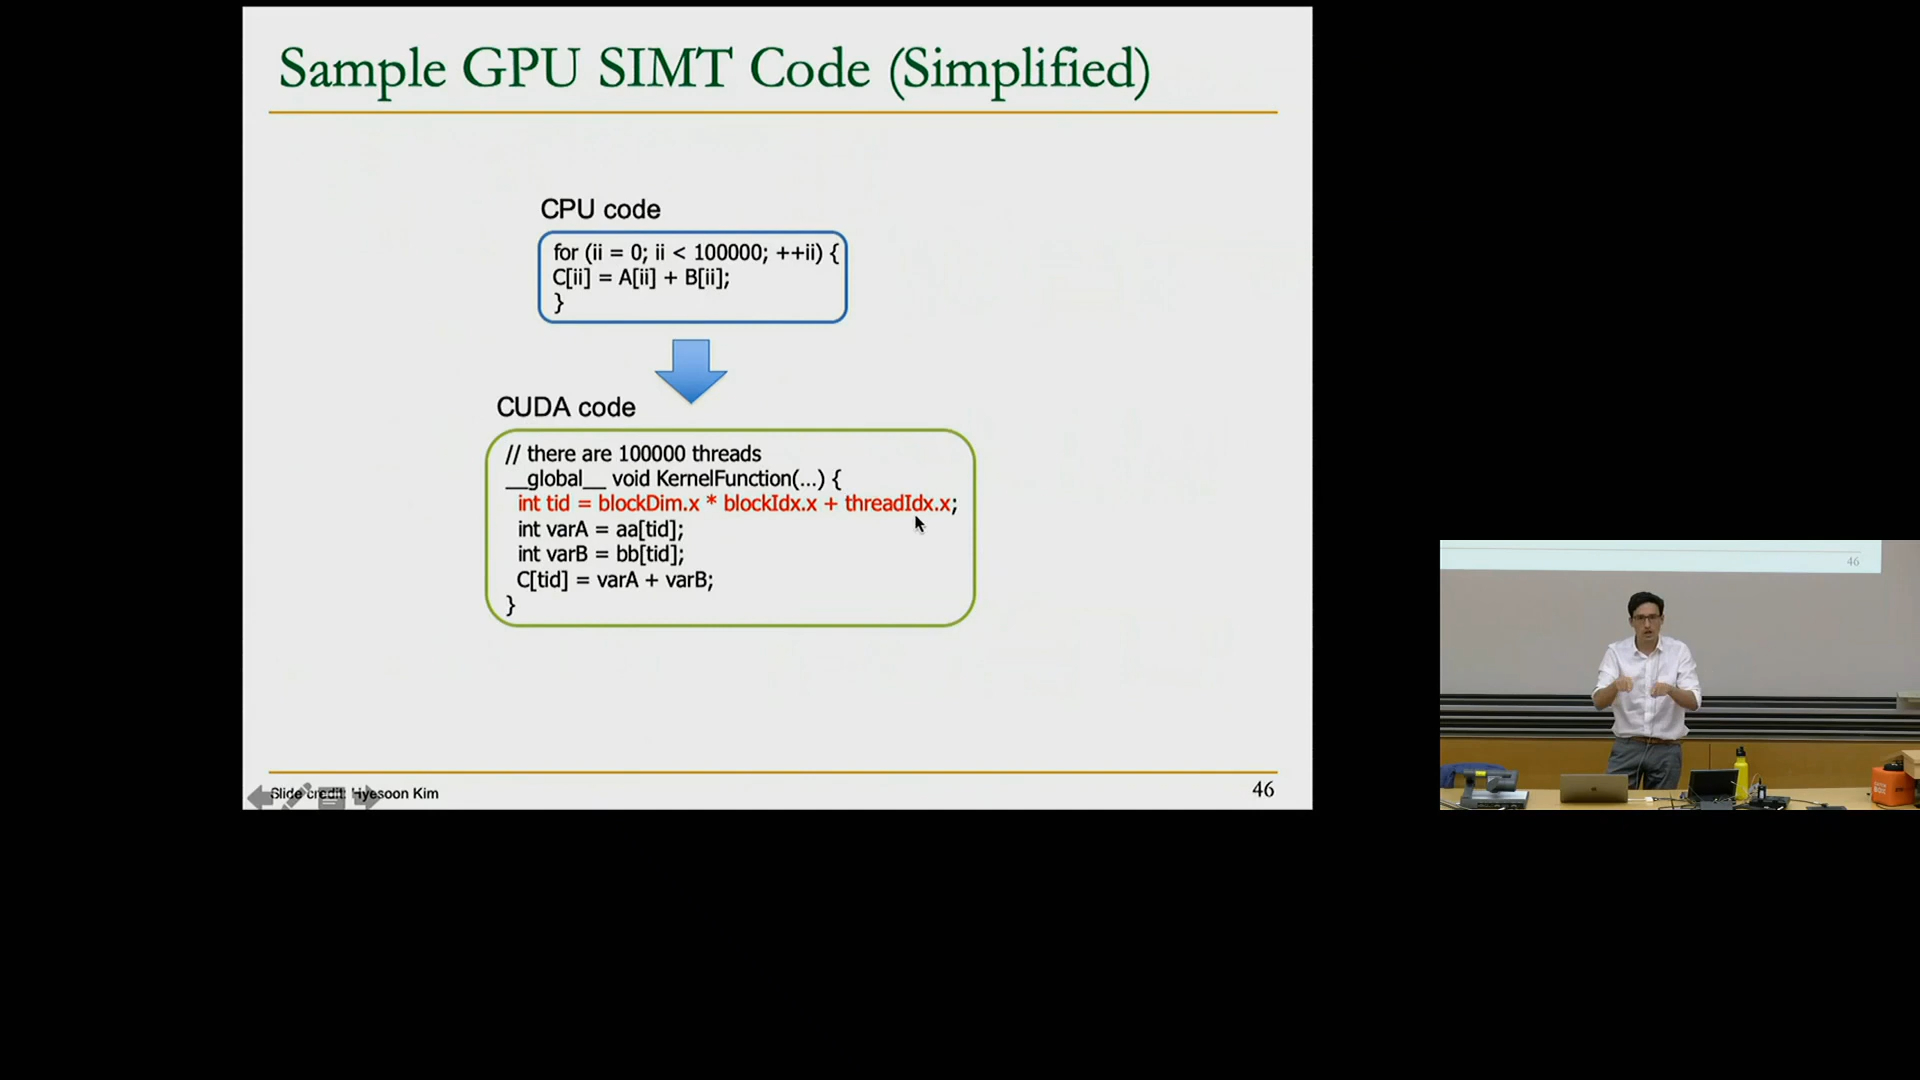 Sample GPU SIMT Code (Simplified)
CPU code
for (ii = 0; ii < 100000; ++ii) {
C[ii] = A[ii] + B[ii];
}
CUDA code
// there are 100000 threads
__global__ void KernelFunction(...) {
int tid = blockDim.x * blockIdx.x + threadIdx.x;
int varA = aa[tid];
int varB = bb[tid];
C[tid] = varA + varB;
}
Slide credit: Hyesoon Kim
46
46